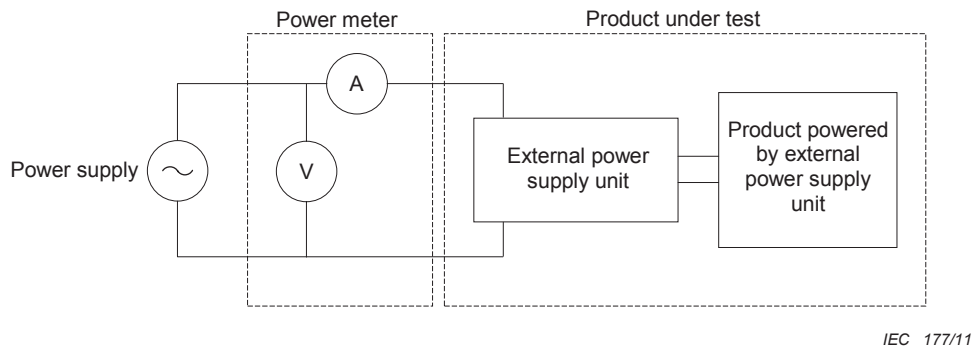 Power meter
Product under test
A
Power supply
V
External power
supply unit
Product powered
by external
power supply
unit
IEC 177/11